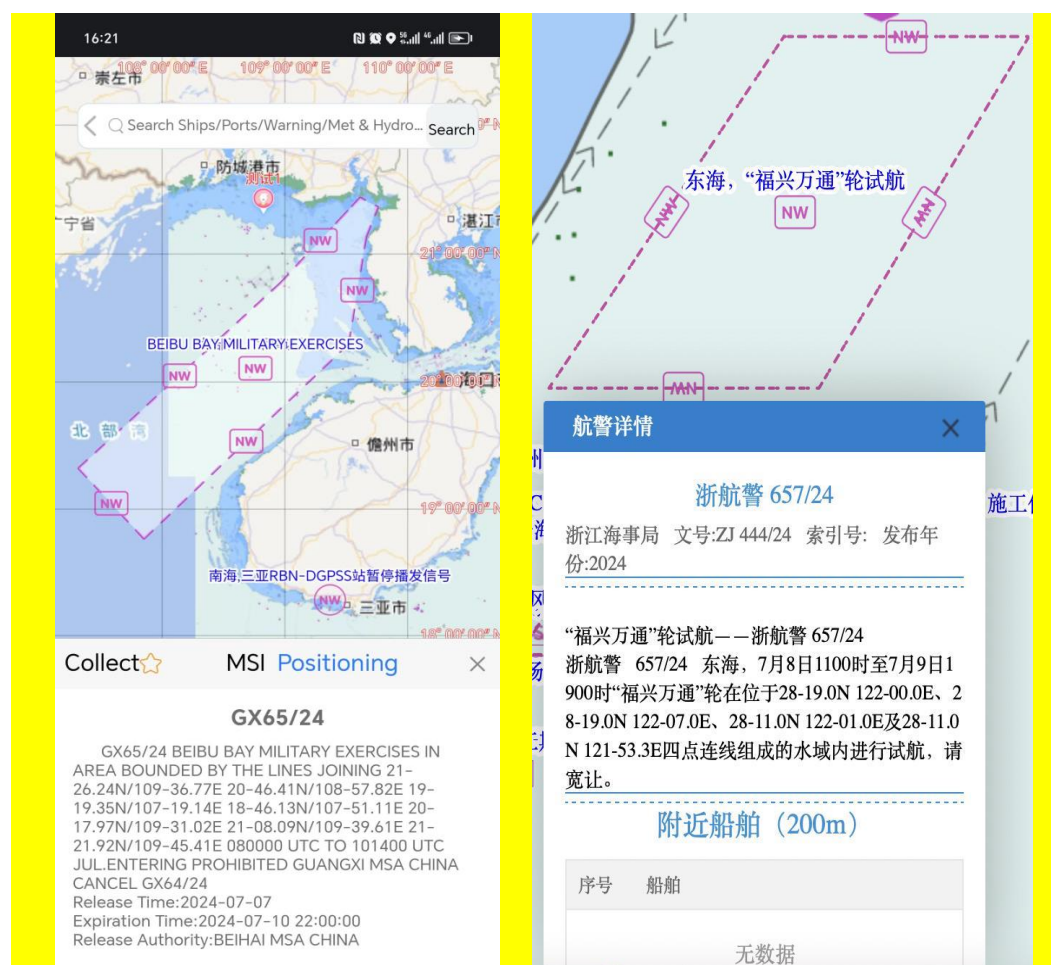 16:21
108° 00' 00" E
109° 00' 00" E
110° 00' 00" E
崇左市
Search Ships/Ports/Warning/Met & Hydro...
Search
防城港市
测试1
湛江
NW
21° 00' 00" N
NW
BEIBU BAY MILITARY EXERCISES
NW
NW
20° 00' 00"
海口
北部湾
NW
儋州市
NW
19° 00' 00" N
南海,三亚RBN-DGPSS站暂停播发信号
NW
三亚市
18° 00' 00" N
Collect
MSI Positioning
GX65/24
GX65/24 BEIBU BAY MILITARY EXERCISES IN
AREA BOUNDED BY THE LINES JOINING 21-
26.24N/109-36.77E 20-46.41N/108-57.82E 19-
19.35N/107-19.14E 18-46.13N/107-51.11E 20-
17.97N/109-31.02E 21-08.09N/109-39.61E 21-
21.92N/109-45.41E 080000 UTC TO 101400 UTC
JUL.ENTERING PROHIBITED GUANGXI MSA CHINA
CANCEL GX64/24
Release Time:2024-07-07
Expiration Time:2024-07-10 22:00:00
Release Authority:BEIHAI MSA CHINA
NW
东海，“福兴万通”轮试航
NW
NW
NW
NW
航警详情
浙航警 657/24
浙江海事局 文号:ZJ 444/24 索引号: 发布年
份:2024
“福兴万通”轮试航——浙航警 657/24
浙航警 657/24 东海，7月8日1100时至7月9日1
900时“福兴万通”轮在位于28-19.0N 122-00.0E、2
8-19.0N 122-07.0E、28-11.0N 122-01.0E及28-11.0
N 121-53.3E四点连线组成的水域内进行试航，请
宽让。
附近船舶（200m）
序号 船舶
无数据
施工